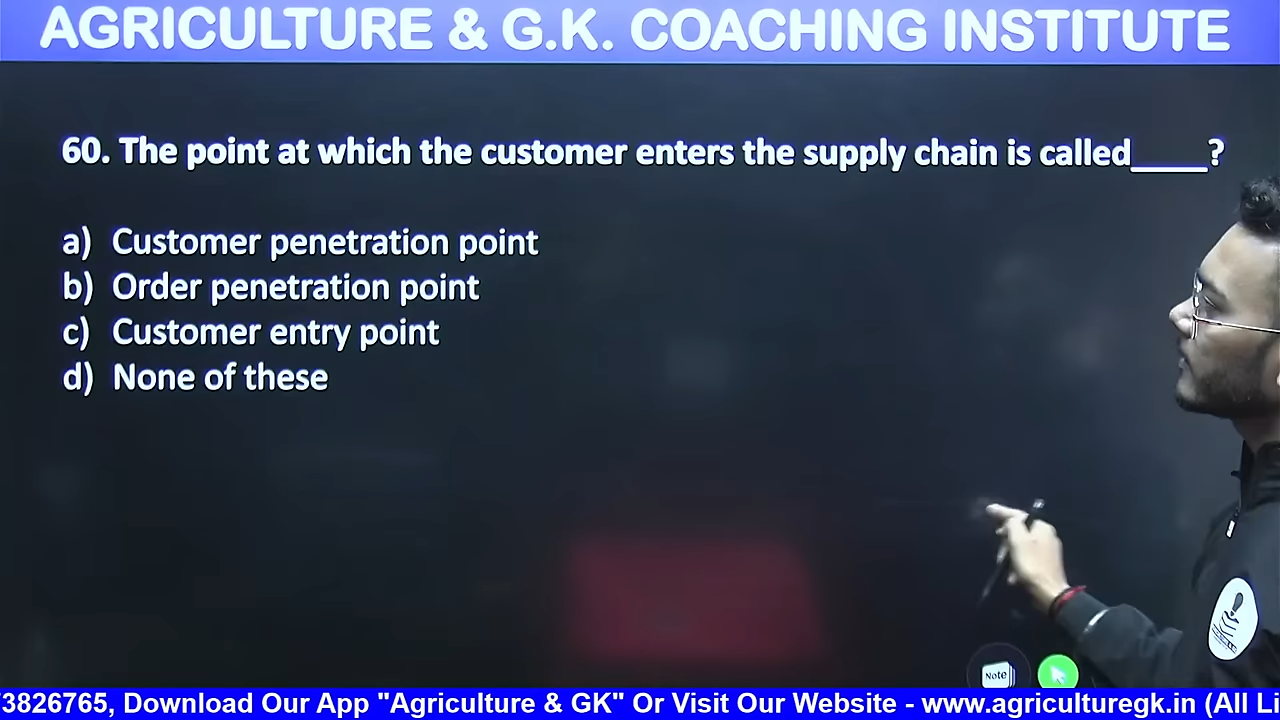 AGRICULTURE & G.K. COACHING INSTITUTE
60. The point at which the customer enters the supply chain is called____?
a) Customer penetration point
b) Order penetration point
c) Customer entry point
d) None of these
Note
73826765, Download Our App "Agriculture & GK" Or Visit Our Website - www.agriculturegk.in (All Li